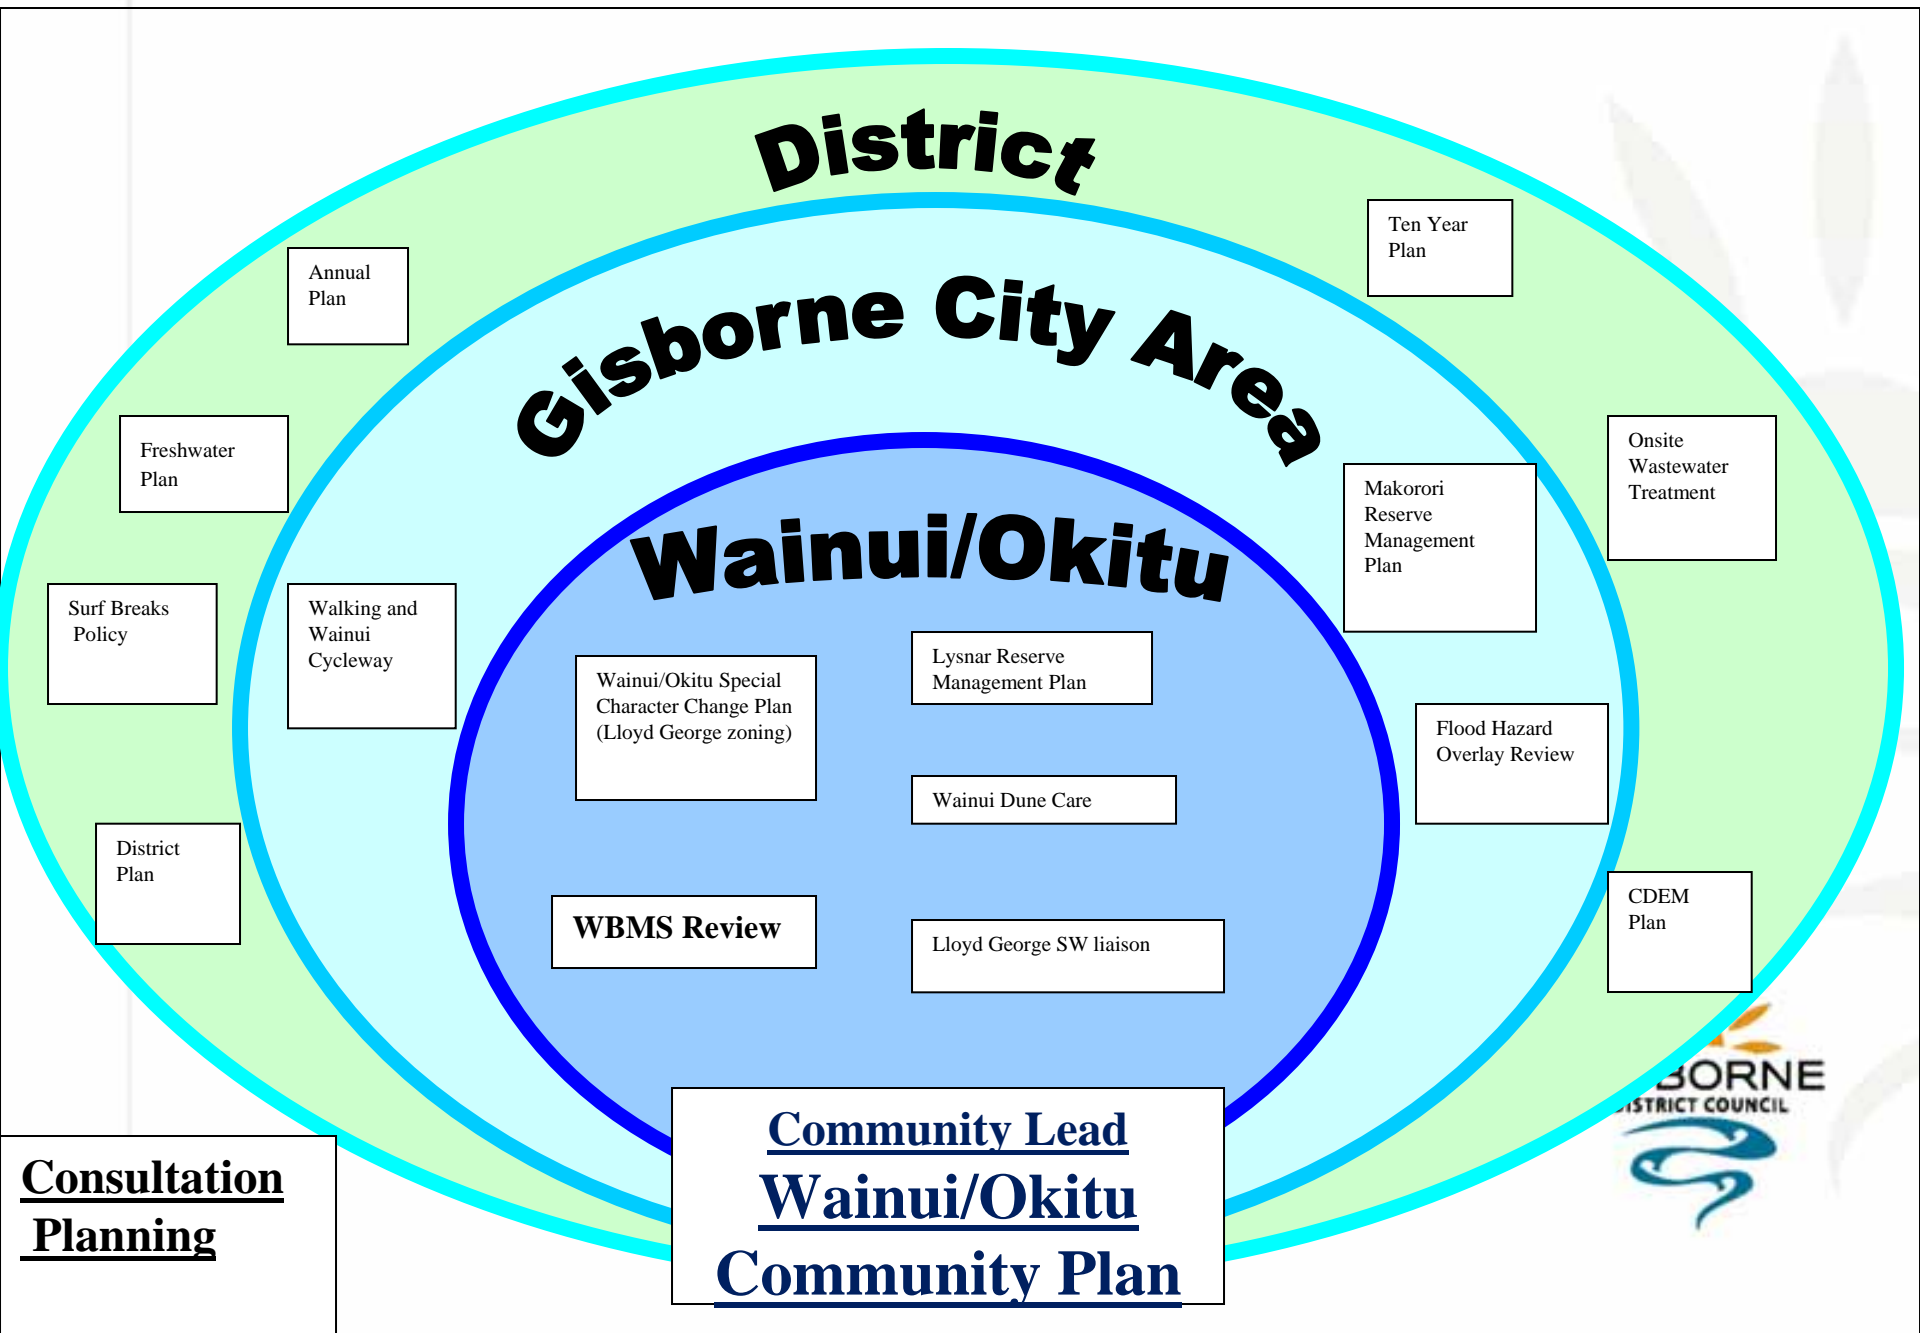 District
Gisborne City Area
Wainui/Okitu
Annual
Plan
Ten Year
Plan
Freshwater
Plan
Onsite
Wastewater
Treatment
Makorori
Reserve
Management
Plan
Surf Breaks
Policy
Walking and
Wainui
Cycleway
Wainui/Okitu Special
Character Change Plan
(Lloyd George zoning)
Lysnar Reserve
Management Plan
Flood Hazard
Overlay Review
Wainui Dune Care
District
Plan
WBMS Review
Lloyd George SW liaison
CDEM
Plan
BORNE
ISTRICT COUNCIL
Community Lead
Wainui/Okitu
Community Plan
Consultation
Planning